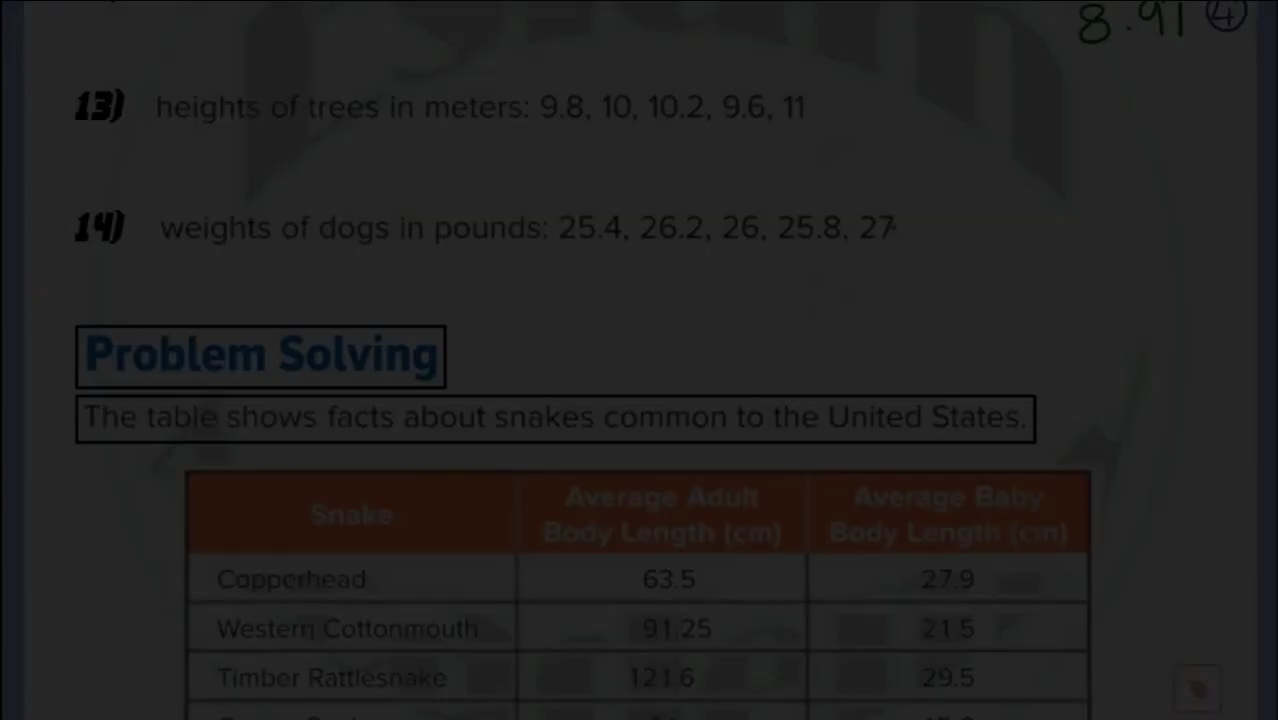 8.91 4
13) heights of trees in meters: 9.8, 10, 10.2, 9.6, 11
14) weights of dogs in pounds: 25.4, 26.2, 26, 25.8, 27
Problem Solving
The table shows facts about snakes common to the United States.
Snake Average Adult Body Length (cm) Average Baby Body Length (cm)
Copperhead 63.5 27.9
Western Cottonmouth 91.25 21.5
Timber Rattlesnake 121.6 29.5